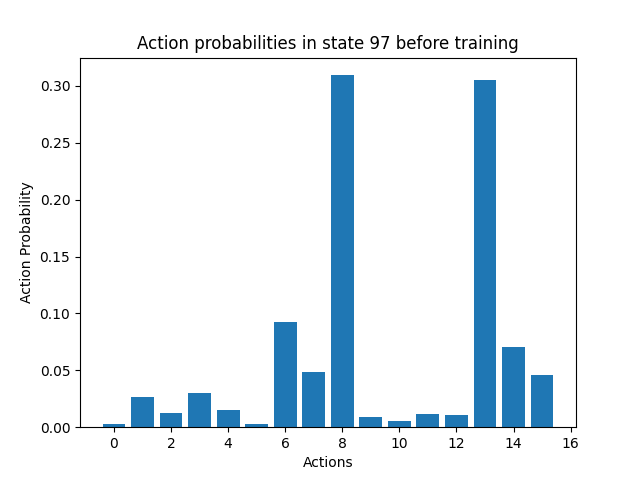 Action probabilities in state 97 before training
0.30
0.25
0.20
0.15
0.10
0.05
0.00
Action Probability
0 2 4 6 8 10 12 14 16
Actions